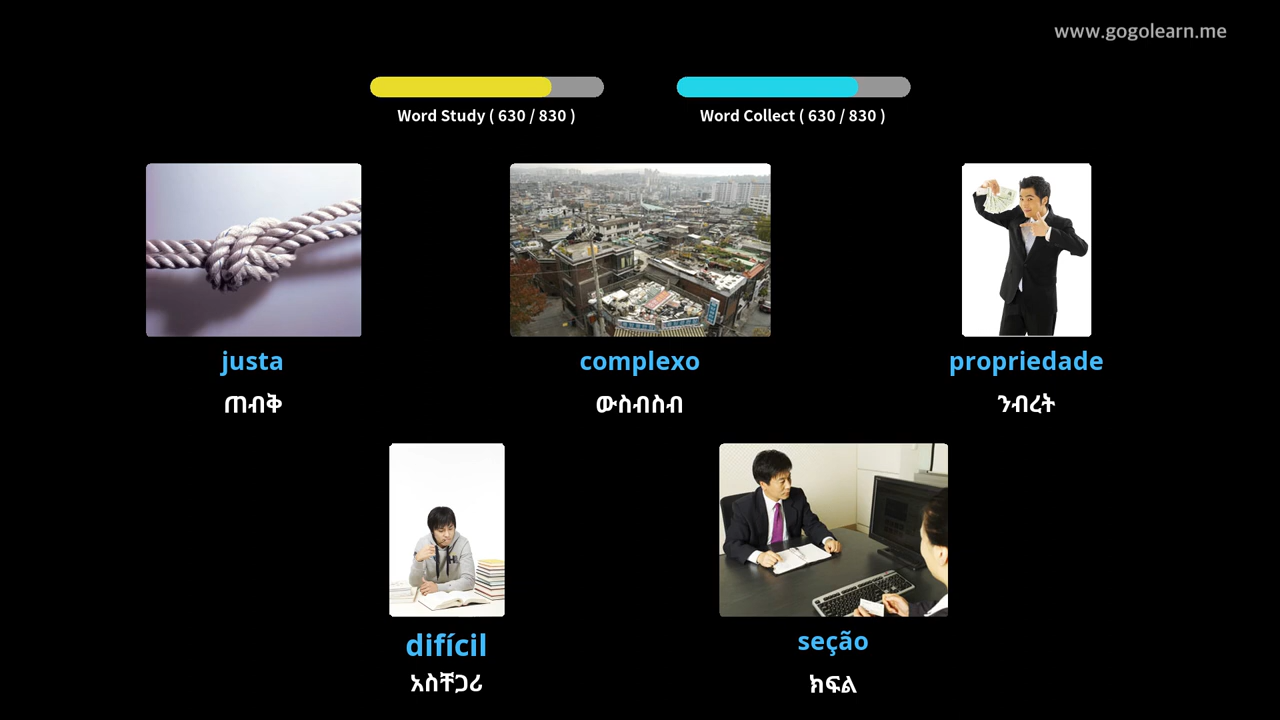 www.gogolearn.me
Word Study ( 630 / 830 )
Word Collect ( 630 / 830 )
justa
ጠብቅ
complexo
ውስብስብ
propriedade
ንብረት
difícil
አስቸጋሪ
seção
ክፍል